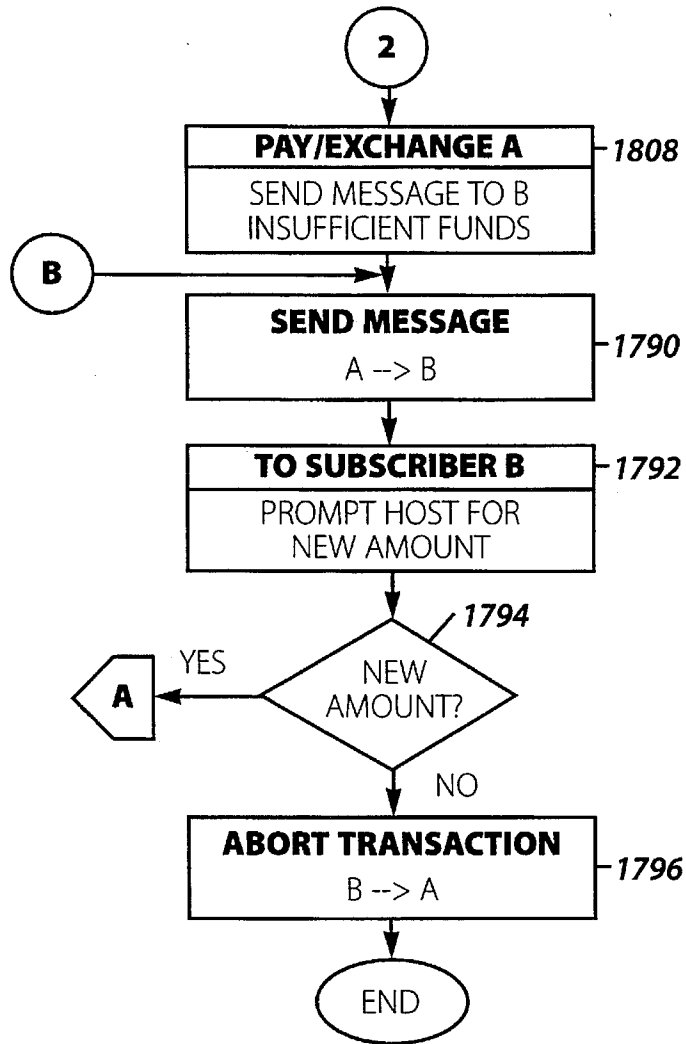 2
PAY/EXCHANGE A
1808
SEND MESSAGE TO B
INSUFFICIENT FUNDS
B
SEND MESSAGE
1790
A --> B
TO SUBSCRIBER B
1792
PROMPT HOST FOR
NEW AMOUNT
1794
YES
A
NEW
AMOUNT?
NO
ABORT TRANSACTION
1796
B --> A
END